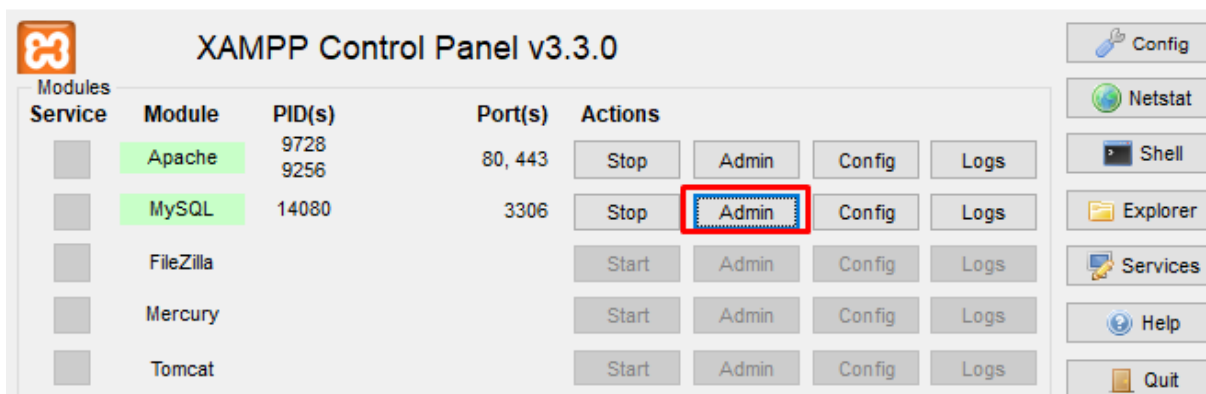 XAMPP Control Panel v3.3.0
Config
Modules
Service Module PID(s) Port(s) Actions
Netstat
Apache 9728 80, 443 Stop Admin Config Logs
9256
Shell
MySQL 14080 3306 Stop Admin Config Logs
Explorer
FileZilla Start Admin Config Logs
Services
Mercury Start Admin Config Logs
Help
Tomcat Start Admin Config Logs
Quit